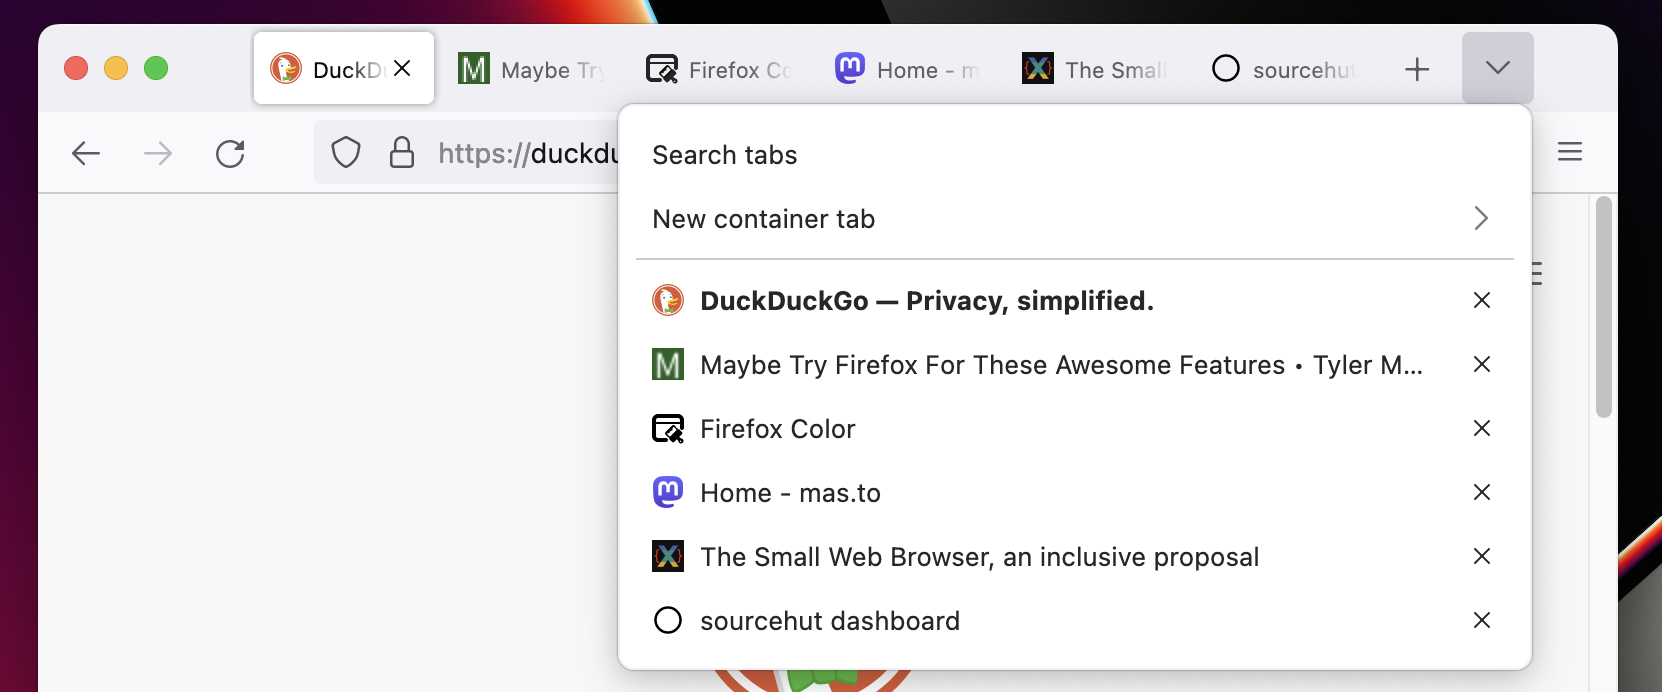 DuckD
Maybe Try
Firefox Co
Home - m
The Small
sourcehut
https://duckdu
Search tabs
New container tab
DuckDuckGo — Privacy, simplified.
Maybe Try Firefox For These Awesome Features • Tyler M...
Firefox Color
Home - mas.to
The Small Web Browser, an inclusive proposal
sourcehut dashboard